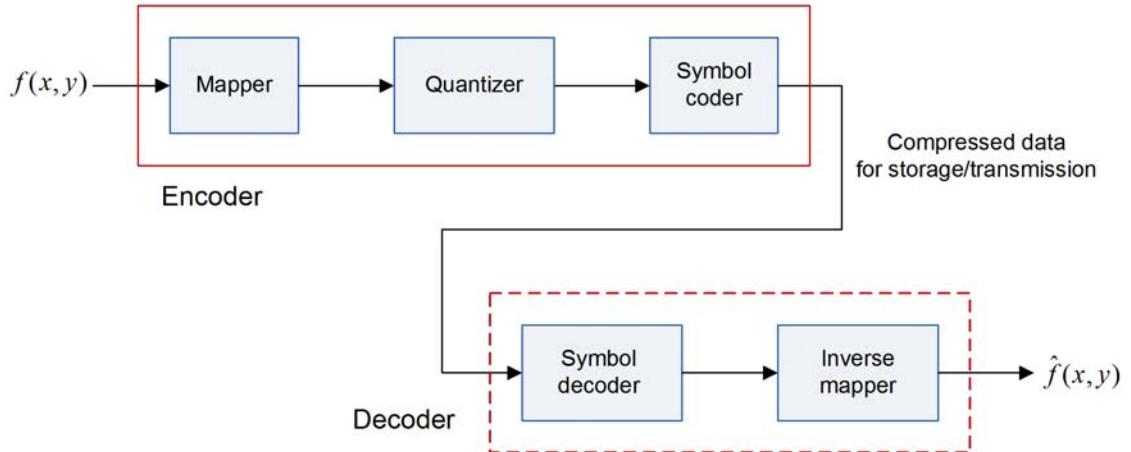 f(x, y)
Mapper
Quantizer
Symbol
coder
Encoder
Compressed data
for storage/transmission
Symbol
decoder
Inverse
mapper
f̂(x, y)
Decoder